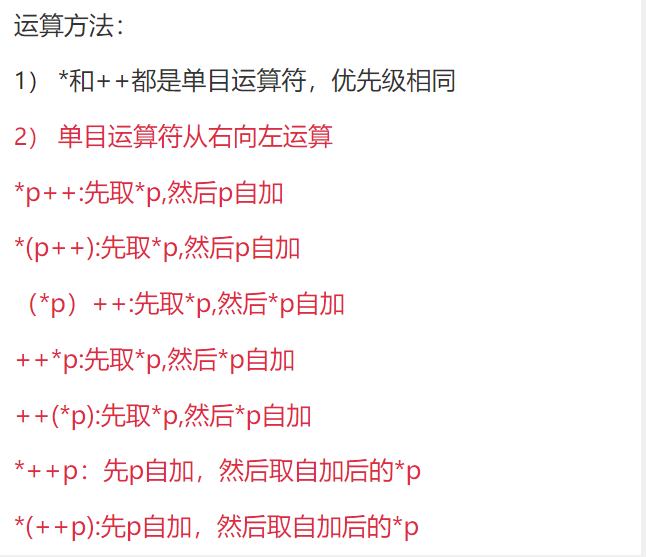 运算方法：
1） *和++都是单目运算符，优先级相同
2） 单目运算符从右向左运算
*p++:先取*p,然后p自加
*(p++):先取*p,然后p自加
（*p）++:先取*p,然后*p自加
++*p:先取*p,然后*p自加
++(*p):先取*p,然后*p自加
*++p：先p自加，然后取自加后的*p
*(++p):先p自加，然后取自加后的*p